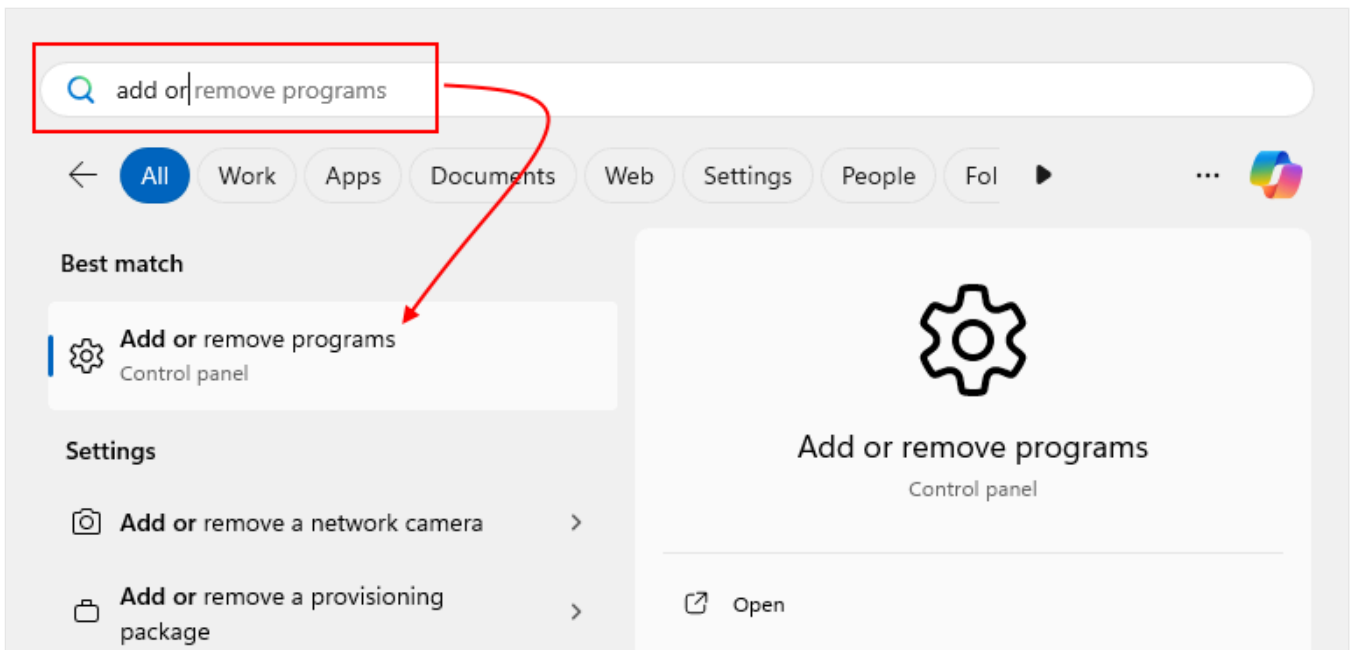 add or remove programs
All Work Apps Documents Web Settings People Fol ...
Best match
Add or remove programs
Control panel
Settings
Add or remove a network camera
Add or remove a provisioning
package
Add or remove programs
Control panel
Open